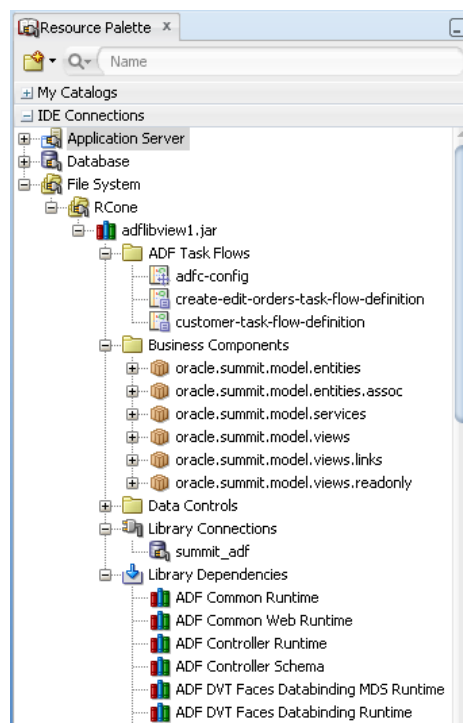 Resource Palette
Name
My Catalogs
IDE Connections
Application Server
Database
File System
RCone
adflibview1.jar
ADF Task Flows
adfc-config
create-edit-orders-task-flow-definition
customer-task-flow-definition
Business Components
oracle.summit.model.entities
oracle.summit.model.entities.assoc
oracle.summit.model.services
oracle.summit.model.views
oracle.summit.model.views.links
oracle.summit.model.views.readonly
Data Controls
Library Connections
summit_adf
Library Dependencies
ADF Common Runtime
ADF Common Web Runtime
ADF Controller Runtime
ADF Controller Schema
ADF DVT Faces Databinding MDS Runtime
ADF DVT Faces Databinding Runtime